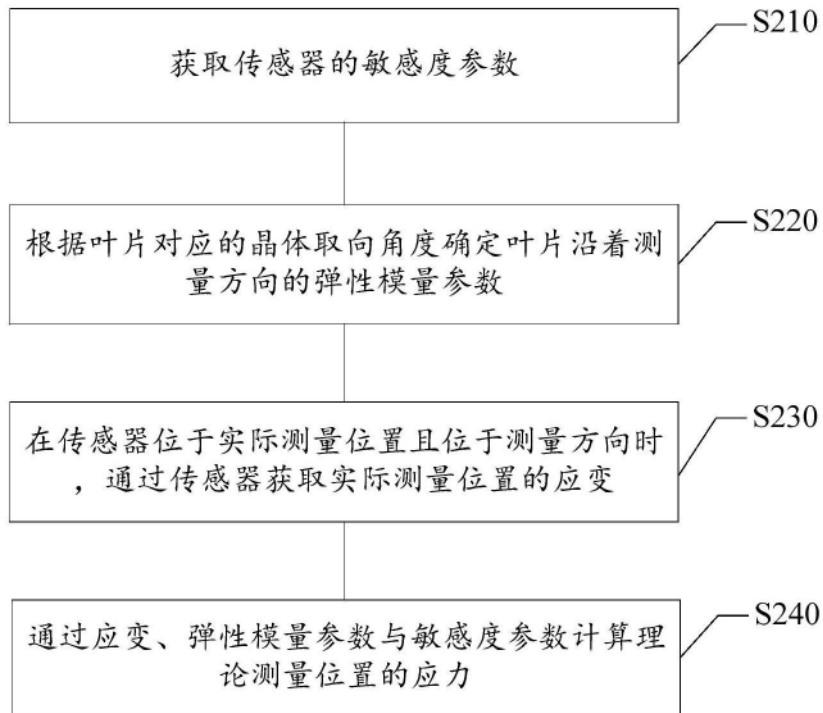 获取传感器的敏感度参数
S210
根据叶片对应的晶体取向角度确定叶片沿着测
量方向的弹性模量参数
S220
在传感器位于实际测量位置且位于测量方向时
，通过传感器获取实际测量位置的应变
S230
通过应变、弹性模量参数与敏感度参数计算理
论测量位置的应力
S240